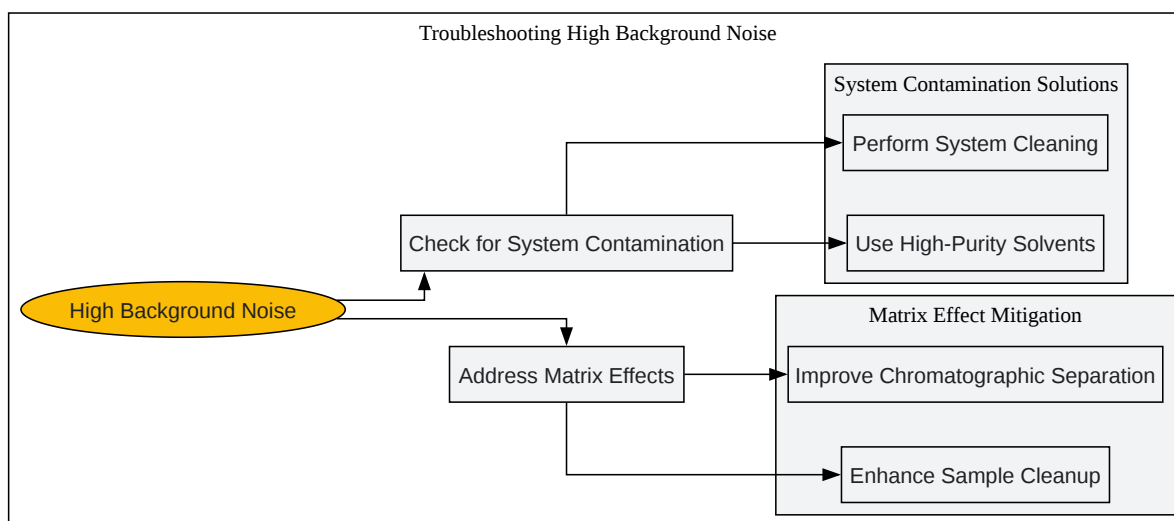 Troubleshooting High Background Noise
System Contamination Solutions
Perform System Cleaning
Check for System Contamination
Use High-Purity Solvents
High Background Noise
Matrix Effect Mitigation
Address Matrix Effects
Improve Chromatographic Separation
Enhance Sample Cleanup